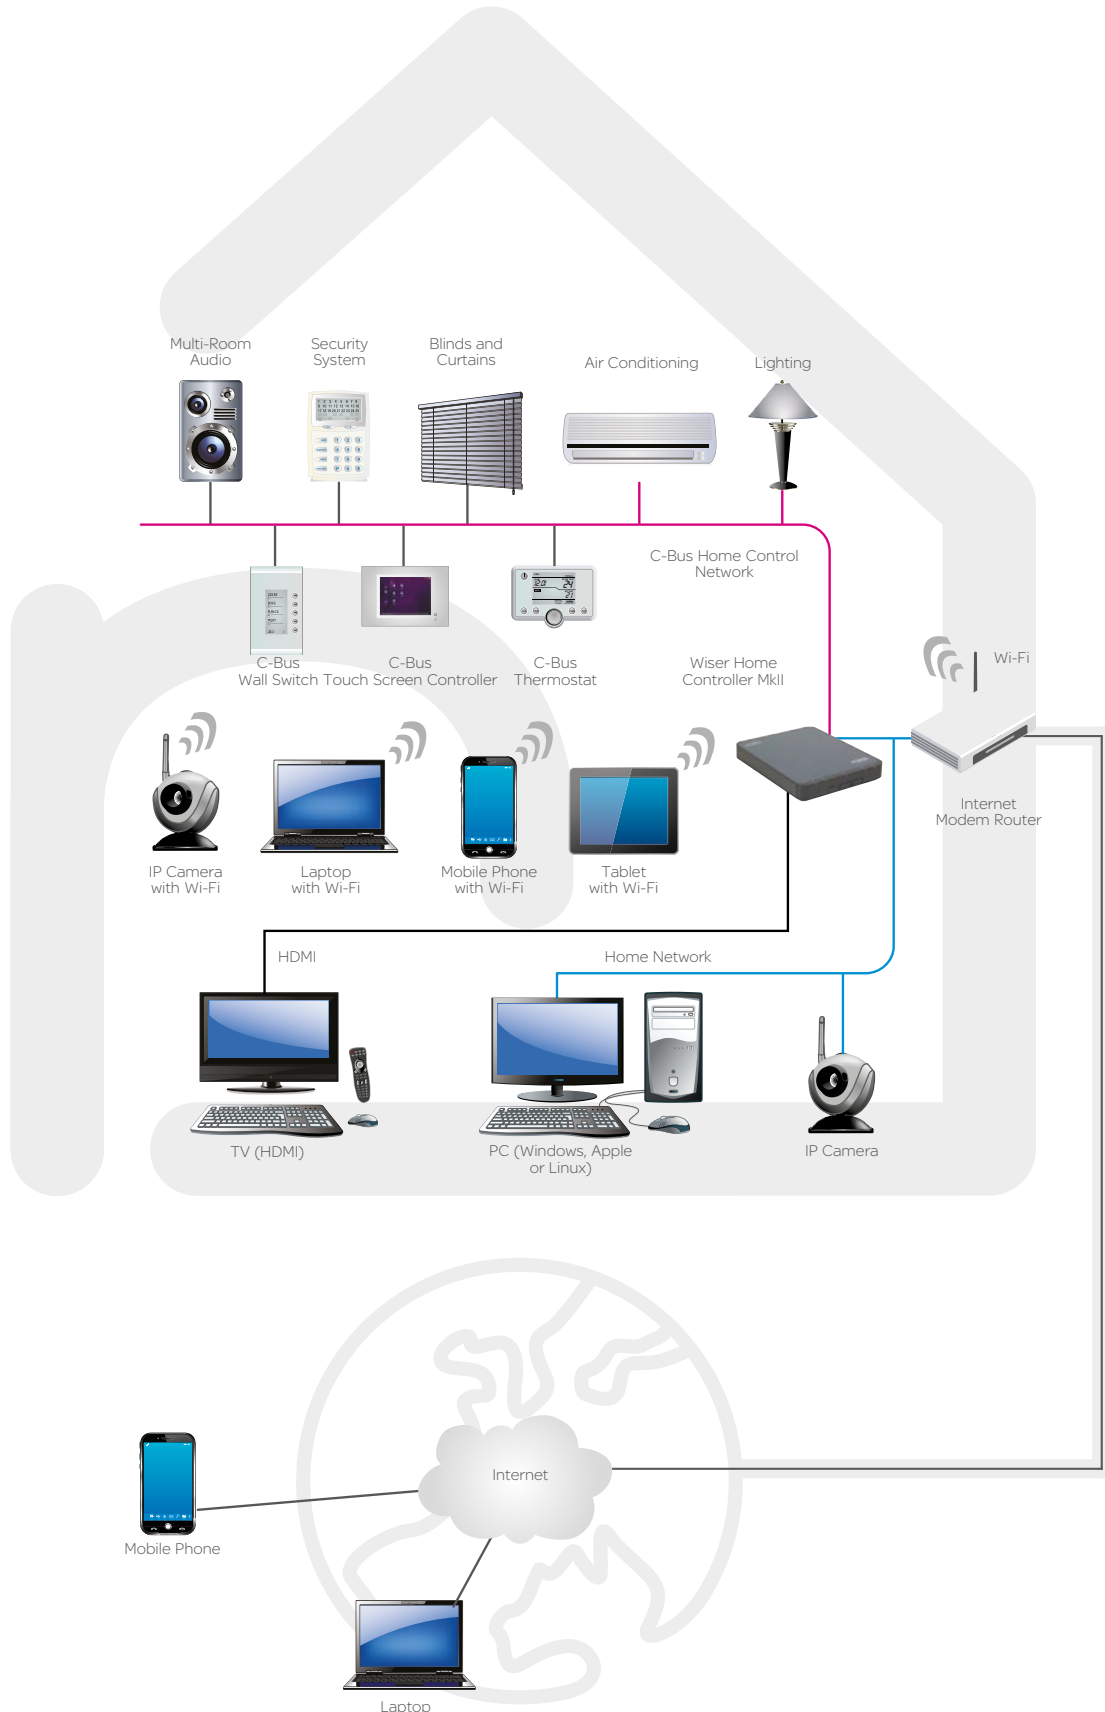 Multi-Room
Audio
Security
System
Blinds and
Curtains
Air Conditioning
Lighting
C-Bus Home Control
Network
C-Bus
Wall Switch
C-Bus
Touch Screen Controller
C-Bus
Thermostat
Wiser Home
Controller MkII
Wi-Fi
Internet
Modem Router
IP Camera
with Wi-Fi
Laptop
with Wi-Fi
Mobile Phone
with Wi-Fi
Tablet
with Wi-Fi
HDMI
Home Network
TV (HDMI)
PC (Windows, Apple
or Linux)
IP Camera
Internet
Mobile Phone
Laptop